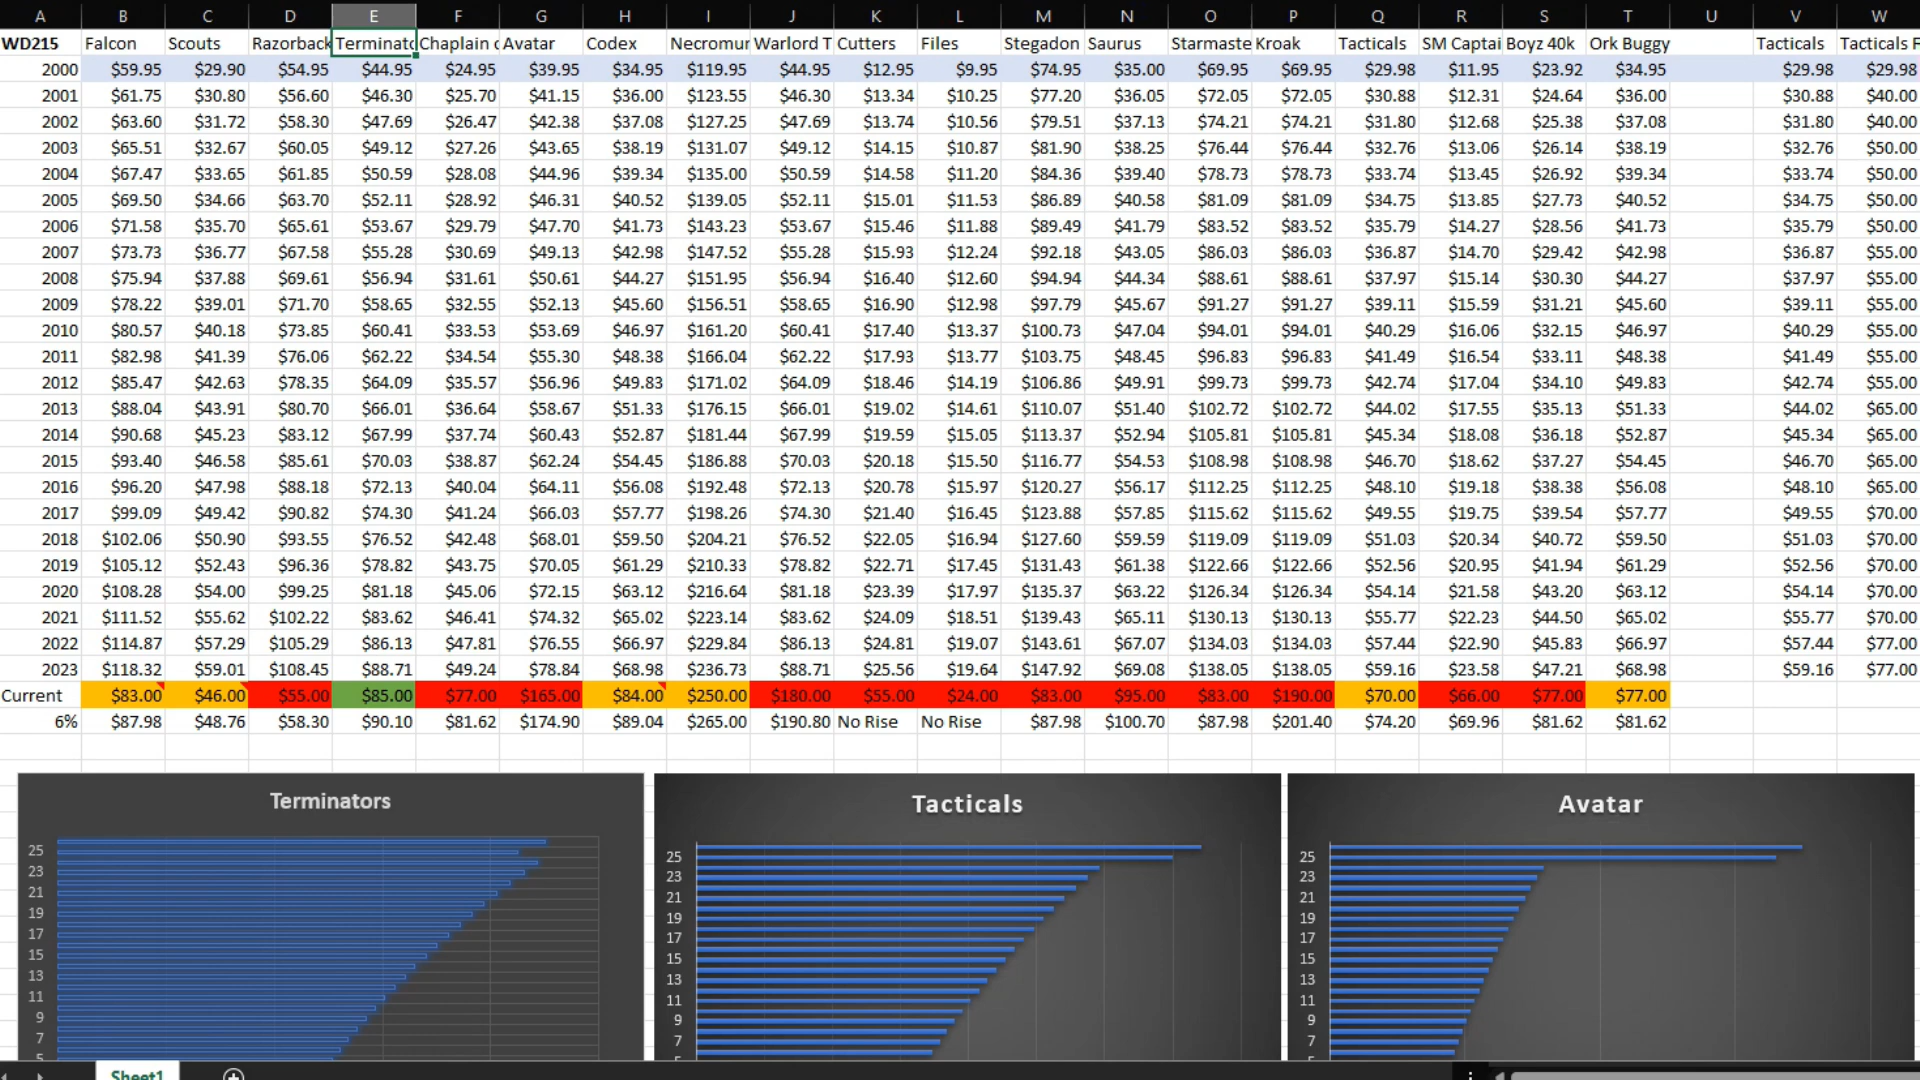 A B C D E F G H I J K L M N O P Q R S T U V W
WD215 Falcon Scouts Razorback Terminato Chaplain c Avatar Codex Necromun Warlord T Cutters Files Stegadon Saurus Starmaste Kroak Tacticals SM Captai Boyz 40k Ork Buggy Tacticals Tacticals F
2000 $59.95 $29.90 $54.95 $44.95 $24.95 $39.95 $34.95 $119.95 $44.95 $12.95 $9.95 $74.95 $35.00 $69.95 $69.95 $29.98 $11.95 $23.92 $34.95 $29.98 $29.98
2001 $61.75 $30.80 $56.60 $46.30 $25.70 $41.15 $36.00 $123.55 $46.30 $13.34 $10.25 $77.20 $36.05 $72.05 $72.05 $30.88 $12.31 $24.64 $36.00 $30.88 $40.00
2002 $63.60 $31.72 $58.30 $47.69 $26.47 $42.38 $37.08 $127.25 $47.69 $13.74 $10.56 $79.51 $37.13 $74.21 $74.21 $31.80 $12.68 $25.38 $37.08 $31.80 $40.00
2003 $65.51 $32.67 $60.05 $49.12 $27.26 $43.65 $38.19 $131.07 $49.12 $14.15 $10.87 $81.90 $38.25 $76.44 $76.44 $32.76 $13.06 $26.14 $38.19 $32.76 $50.00
2004 $67.47 $33.65 $61.85 $50.59 $28.08 $44.96 $39.34 $135.00 $50.59 $14.58 $11.20 $84.36 $39.40 $78.73 $78.73 $33.74 $13.45 $26.92 $39.34 $33.74 $50.00
2005 $69.50 $34.66 $63.70 $52.11 $28.92 $46.31 $40.52 $139.05 $52.11 $15.01 $11.53 $86.89 $40.58 $81.09 $81.09 $34.75 $13.85 $27.73 $40.52 $34.75 $50.00
2006 $71.58 $35.70 $65.61 $53.67 $29.79 $47.70 $41.73 $143.23 $53.67 $15.46 $11.88 $89.49 $41.79 $83.52 $83.52 $35.79 $14.27 $28.56 $41.73 $35.79 $50.00
2007 $73.73 $36.77 $67.58 $55.28 $30.69 $49.13 $42.98 $147.52 $55.28 $15.93 $12.24 $92.18 $43.05 $86.03 $86.03 $36.87 $14.70 $29.42 $42.98 $36.87 $55.00
2008 $75.94 $37.88 $69.61 $56.94 $31.61 $50.61 $44.27 $151.95 $56.94 $16.40 $12.60 $94.94 $44.34 $88.61 $88.61 $37.97 $15.14 $30.30 $44.27 $37.97 $55.00
2009 $78.22 $39.01 $71.70 $58.65 $32.55 $52.13 $45.60 $156.51 $58.65 $16.90 $12.98 $97.79 $45.67 $91.27 $91.27 $39.11 $15.59 $31.21 $45.60 $39.11 $55.00
2010 $80.57 $40.18 $73.85 $60.41 $33.53 $53.69 $46.97 $161.20 $60.41 $17.40 $13.37 $100.73 $47.04 $94.01 $94.01 $40.29 $16.06 $32.15 $46.97 $40.29 $55.00
2011 $82.98 $41.39 $76.06 $62.22 $34.54 $55.30 $48.38 $166.04 $62.22 $17.93 $13.77 $103.75 $48.45 $96.83 $96.83 $41.49 $16.54 $33.11 $48.38 $41.49 $55.00
2012 $85.47 $42.63 $78.35 $64.09 $35.57 $56.96 $49.83 $171.02 $64.09 $18.46 $14.19 $106.86 $49.91 $99.73 $99.73 $42.74 $17.04 $34.10 $49.83 $42.74 $55.00
2013 $88.04 $43.91 $80.70 $66.01 $36.64 $58.67 $51.33 $176.15 $66.01 $19.02 $14.61 $110.07 $51.40 $102.72 $102.72 $44.02 $17.55 $35.13 $51.33 $44.02 $65.00
2014 $90.68 $45.23 $83.12 $67.99 $37.74 $60.43 $52.87 $181.44 $67.99 $19.59 $15.05 $113.37 $52.94 $105.81 $105.81 $45.34 $18.08 $36.18 $52.87 $45.34 $65.00
2015 $93.40 $46.58 $85.61 $70.03 $38.87 $62.24 $54.45 $186.88 $70.03 $20.18 $15.50 $116.77 $54.53 $108.98 $108.98 $46.70 $18.62 $37.27 $54.45 $46.70 $65.00
2016 $96.20 $47.98 $88.18 $72.13 $40.04 $64.11 $56.08 $192.48 $72.13 $20.78 $15.97 $120.27 $56.17 $112.25 $112.25 $48.10 $19.18 $38.38 $56.08 $48.10 $65.00
2017 $99.09 $49.42 $90.82 $74.30 $41.24 $66.03 $57.77 $198.26 $74.30 $21.40 $16.45 $123.88 $57.85 $115.62 $115.62 $49.55 $19.75 $39.54 $57.77 $49.55 $70.00
2018 $102.06 $50.90 $93.55 $76.52 $42.48 $68.01 $59.50 $204.21 $76.52 $22.05 $16.94 $127.60 $59.59 $119.09 $119.09 $51.03 $20.34 $40.72 $59.50 $51.03 $70.00
2019 $105.12 $52.43 $96.36 $78.82 $43.75 $70.05 $61.29 $210.33 $78.82 $22.71 $17.45 $131.43 $61.38 $122.66 $122.66 $52.56 $20.95 $41.94 $61.29 $52.56 $70.00
2020 $108.28 $54.00 $99.25 $81.18 $45.06 $72.15 $63.12 $216.64 $81.18 $23.39 $17.97 $135.37 $63.22 $126.34 $126.34 $54.14 $21.58 $43.20 $63.12 $54.14 $70.00
2021 $111.52 $55.62 $102.22 $83.62 $46.41 $74.32 $65.02 $223.14 $83.62 $24.09 $18.51 $139.43 $65.11 $130.13 $130.13 $55.77 $22.23 $44.50 $65.02 $55.77 $70.00
2022 $114.87 $57.29 $105.29 $86.13 $47.81 $76.55 $66.97 $229.84 $86.13 $24.81 $19.07 $143.61 $67.07 $134.03 $134.03 $57.44 $22.90 $45.83 $66.97 $57.44 $77.00
2023 $118.32 $59.01 $108.45 $88.71 $49.24 $78.84 $68.98 $236.73 $88.71 $25.56 $19.64 $147.92 $69.08 $138.05 $138.05 $59.16 $23.58 $47.21 $68.98 $59.16 $77.00
Current $83.00 $46.00 $55.00 $85.00 $77.00 $165.00 $84.00 $250.00 $180.00 $55.00 $24.00 $83.00 $95.00 $83.00 $190.00 $70.00 $66.00 $77.00 $77.00
6% $87.98 $48.76 $58.30 $90.10 $81.62 $174.90 $89.04 $265.00 $190.80 No Rise No Rise $87.98 $100.70 $87.98 $201.40 $74.20 $69.96 $81.62 $81.62
Terminators
25
23
21
19
17
15
13
11
9
7
5
Tacticals
25
23
21
19
17
15
13
11
9
7
5
Avatar
25
23
21
19
17
15
13
11
9
7
5
Sheet1